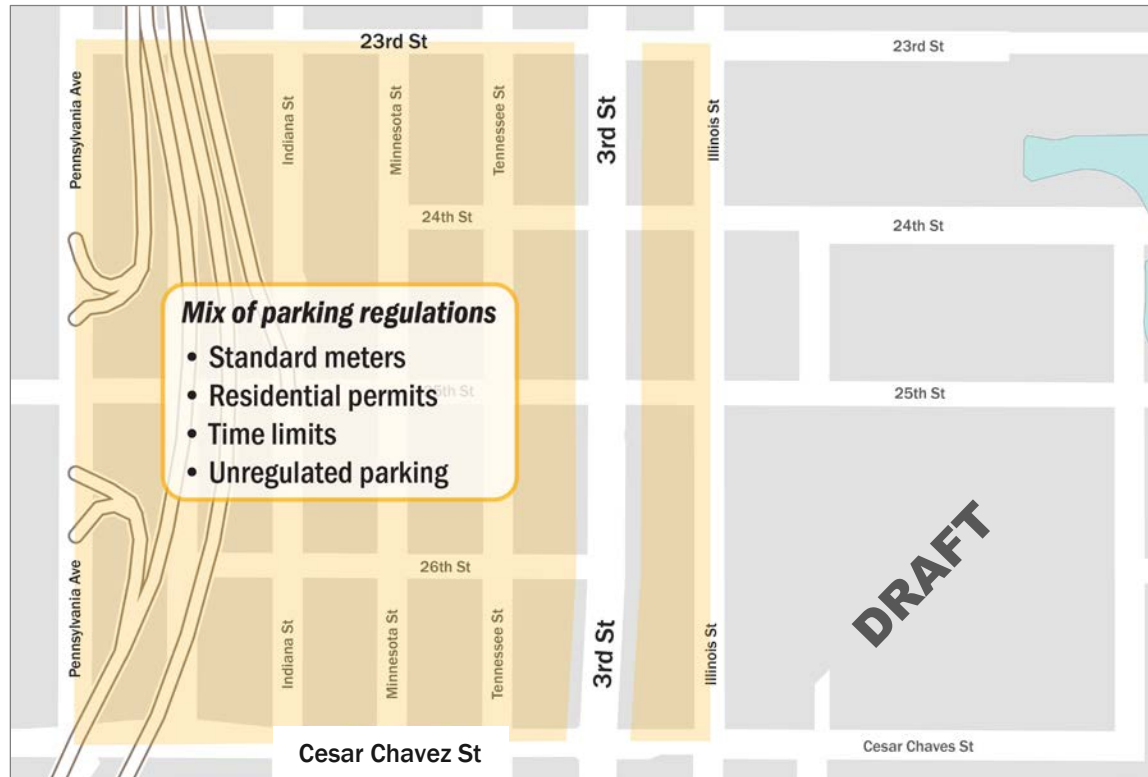 23rd St
23rd St
Pennsylvania Ave
Indiana St
Minnesota St
Tennessee St
3rd St
Illinois St
24th St
24th St
Mix of parking regulations
• Standard meters
• Residential permits
• Time limits
• Unregulated parking
25th St
25th St
26th St
DRAFT
Pennsylvania Ave
Indiana St
Minnesota St
Tennessee St
3rd St
Illinois St
Cesar Chavez St
Cesar Chaves St